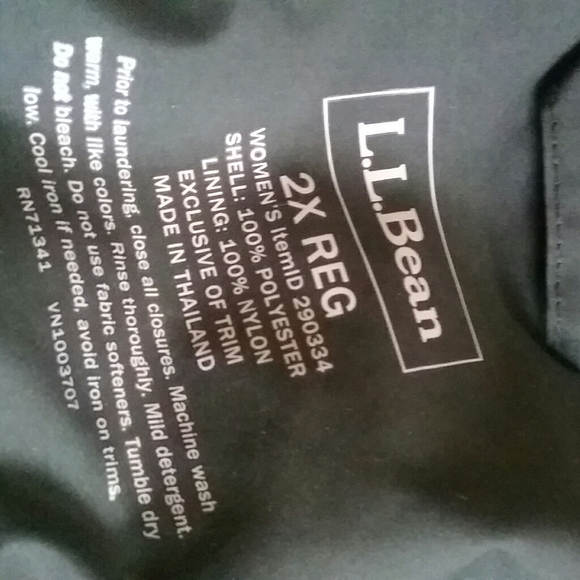 L.L.Bean
2X REG
WOMEN'S ItemID 290334
SHELL: 100% POLYESTER
LINING: 100% NYLON
EXCLUSIVE OF TRIM
MADE IN THAILAND
Prior to laundering, close all closures. Machine wash
warm, with like colors. Rinse thoroughly. Mild detergent.
Do not bleach. Do not use fabric softeners. Tumble dry
low. Cool iron if needed, avoid iron on trims.
RN71341 VN1003707